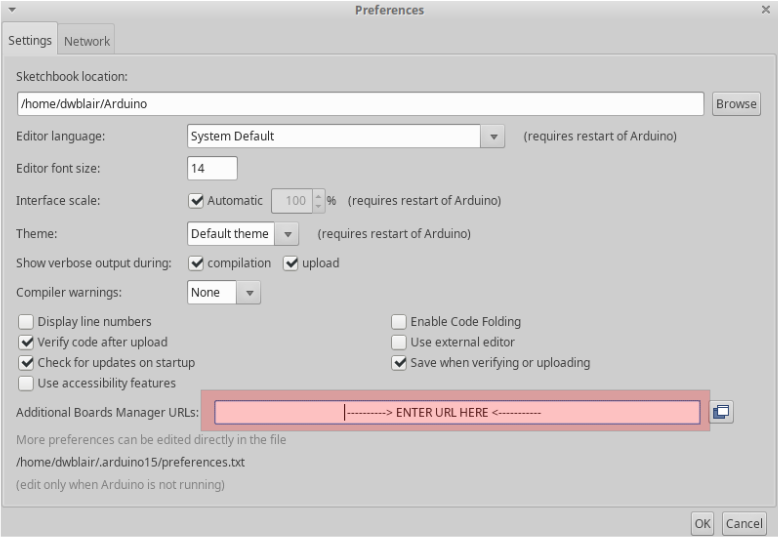 Preferences
Settings Network
Sketchbook location:
/home/dwblair/Arduino Browse
Editor language: System Default (requires restart of Arduino)
Editor font size: 14
Interface scale: Automatic 100 % (requires restart of Arduino)
Theme: Default theme (requires restart of Arduino)
Show verbose output during: compilation upload
Compiler warnings: None
Display line numbers Enable Code Folding
Verify code after upload Use external editor
Check for updates on startup Save when verifying or uploading
Use accessibility features
Additional Boards Manager URLs: ----------> ENTER URL HERE <-----------
More preferences can be edited directly in the file
/home/dwblair/.arduino15/preferences.txt
(edit only when Arduino is not running)
OK Cancel